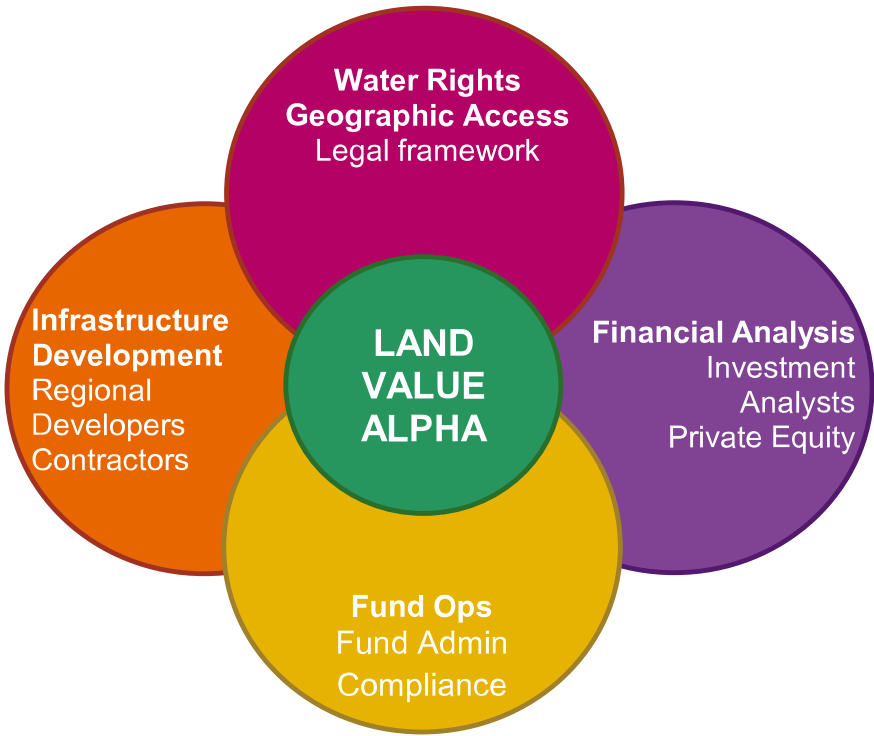 Water Rights
Geographic Access
Legal framework
Infrastructure
Development
Regional
Developers
Contractors
LAND
VALUE
ALPHA
Financial Analysis
Investment
Analysts
Private Equity
Fund Ops
Fund Admin
Compliance